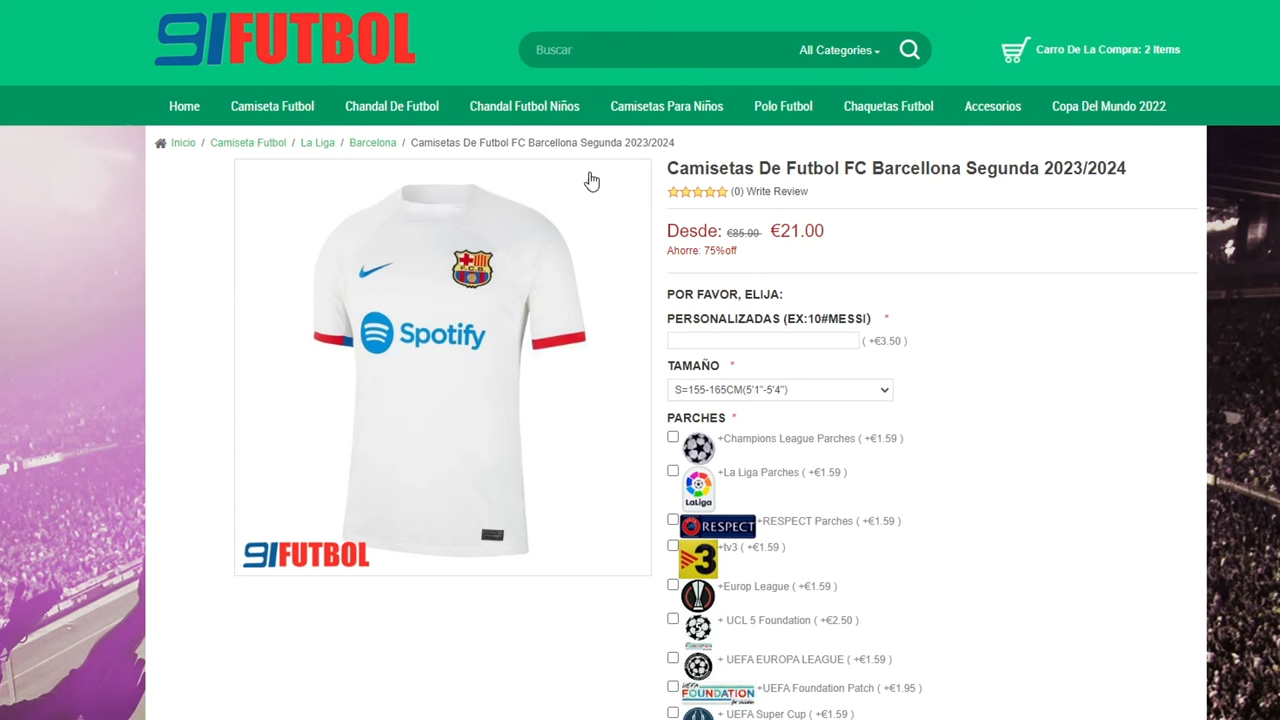 91FUTBOL
Buscar
All Categories
Carro De La Compra: 2 Items
Home
Camiseta Futbol
Chandal De Futbol
Chandal Futbol Niños
Camisetas Para Niños
Polo Futbol
Chaquetas Futbol
Accesorios
Copa Del Mundo 2022
Inicio / Camiseta Futbol / La Liga / Barcelona / Camisetas De Futbol FC Barcellona Segunda 2023/2024
F.C.B
Spotify
91FUTBOL
Camisetas De Futbol FC Barcellona Segunda 2023/2024
(0) Write Review
Desde: €85.00 €21.00
Ahorre: 75%off
POR FAVOR, ELIJA:
PERSONALIZADAS (EX:10#MESSI) *
( +€3.50 )
TAMAÑO *
S=155-165CM(5'1"-5'4")
PARCHES *
+Champions League Parches ( +€1.59 )
+La Liga Parches ( +€1.59 )
LaLiga
RESPECT +RESPECT Parches ( +€1.59 )
3 +tv3 ( +€1.59 )
+Europ League ( +€1.59 )
+ UCL 5 Foundation ( +€2.50 )
+ UEFA EUROPA LEAGUE ( +€1.59 )
UEFA
FOUNDATION
+UEFA Foundation Patch ( +€1.95 )
+ UEFA Super Cup ( +€1.59 )